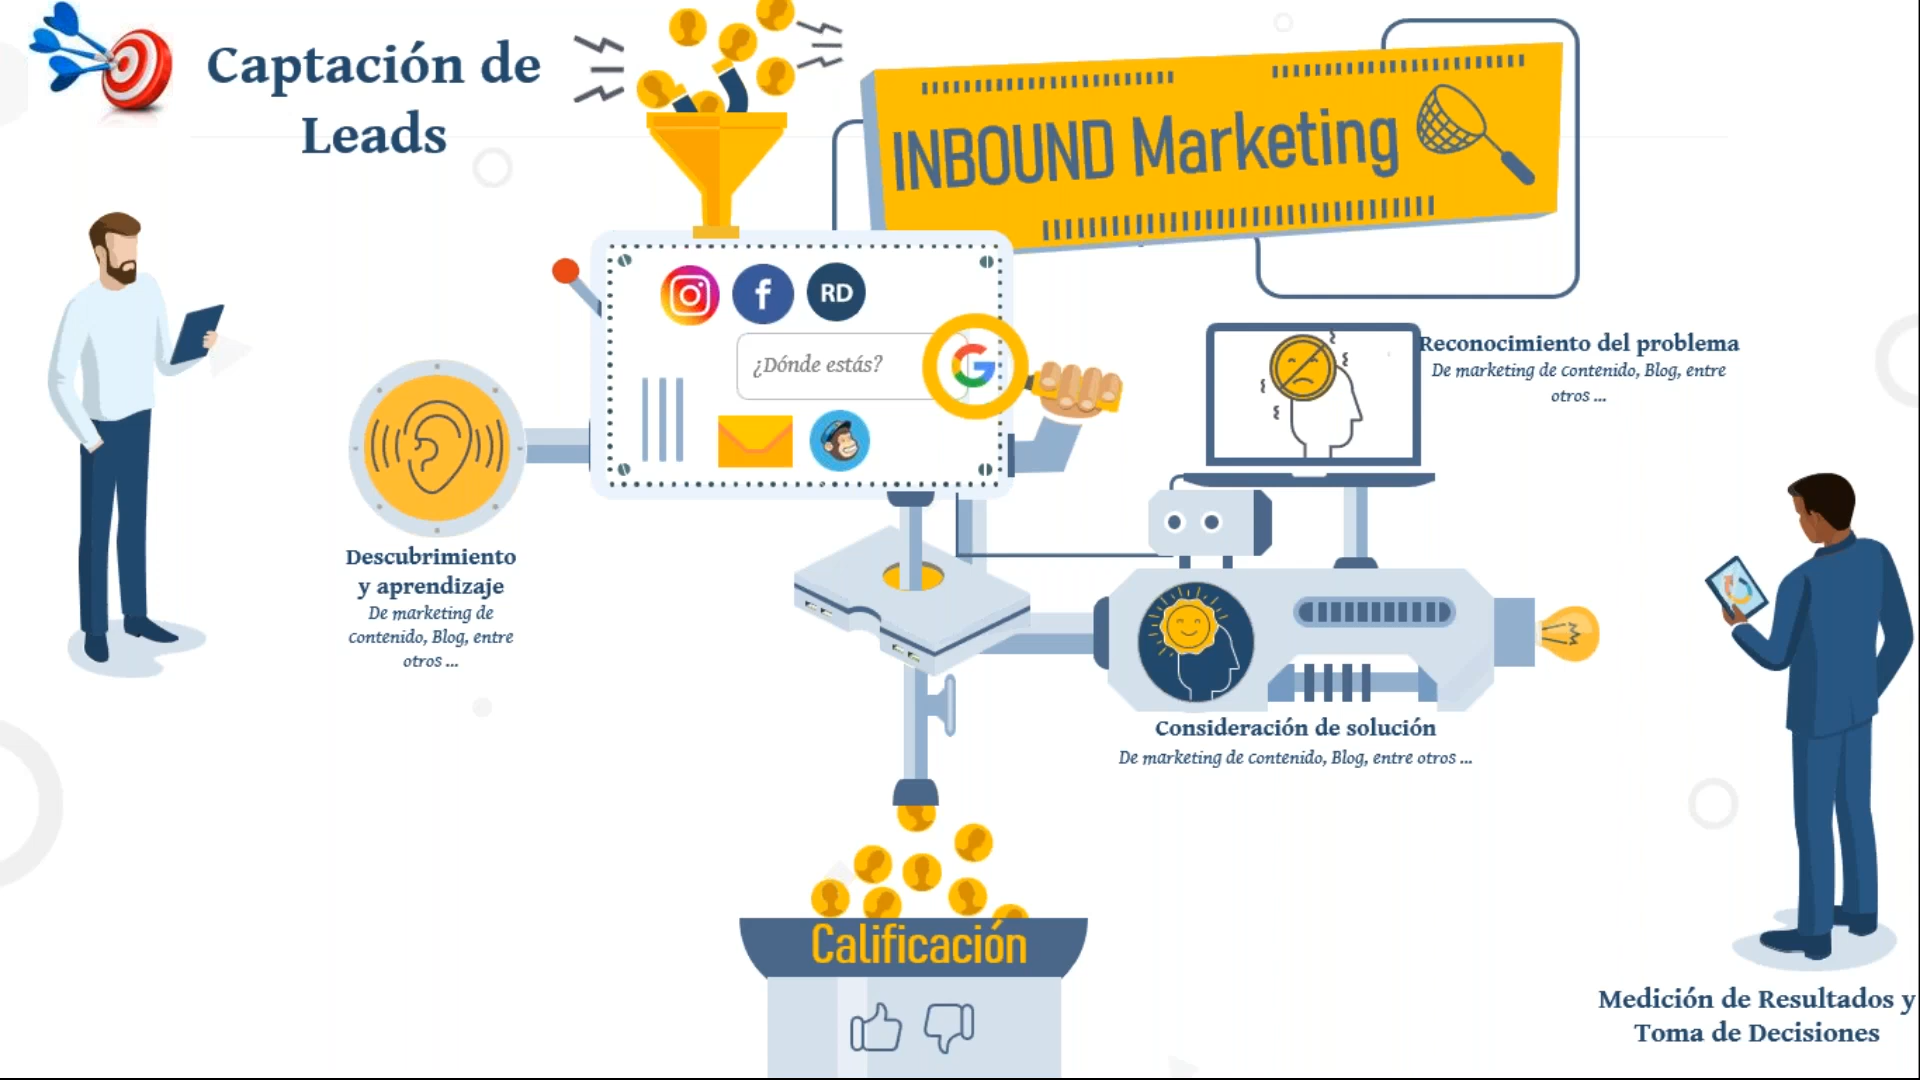 Captación de
Leads
INBOUND Marketing
f
RD
¿Dónde estás?
G
Reconocimiento del problema
De marketing de contenido, Blog, entre
otros ...
Descubrimiento
y aprendizaje
De marketing de
contenido, Blog, entre
otros ...
Consideración de solución
De marketing de contenido, Blog, entre otros ...
Calificación
Medición de Resultados y
Toma de Decisiones